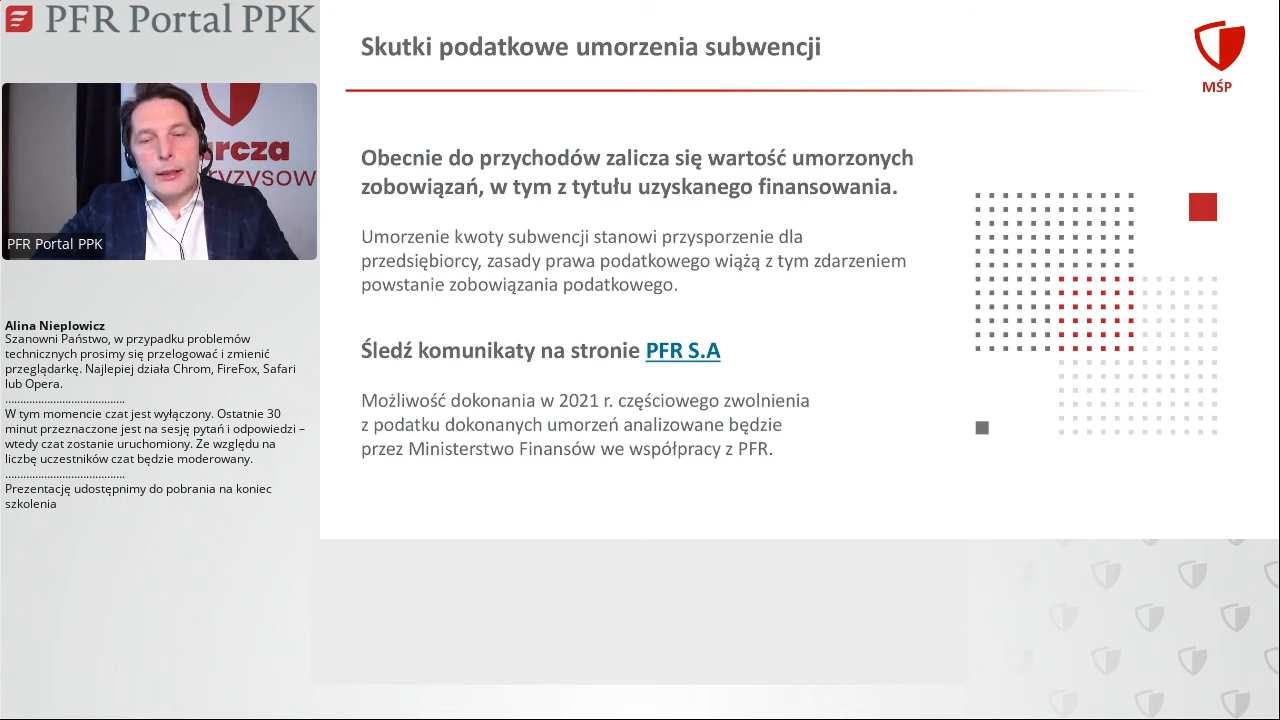 PFR Portal PPK
Skutki podatkowe umorzenia subwencji
MŚP
PFR Portal PPK
Obecnie do przychodów zalicza się wartość umorzonych
zobowiązań, w tym z tytułu uzyskanego finansowania.
Umorzenie kwoty subwencji stanowi przysporzenie dla
przedsiębiorcy, zasady prawa podatkowego wiążą z tym zdarzeniem
powstanie zobowiązania podatkowego.
Śledź komunikaty na stronie PFR S.A
Możliwość dokonania w 2021 r. częściowego zwolnienia
z podatku dokonanych umorzeń analizowane będzie
przez Ministerstwo Finansów we współpracy z PFR.
Alina Nieplowicz
Szanowni Państwo, w przypadku problemów
technicznych prosimy się przelogować i zmienić
przeglądarkę. Najlepiej działa Chrom, FireFox, Safari
lub Opera.
........................................
W tym momencie czat jest wyłączony. Ostatnie 30
minut przeznaczone jest na sesję pytań i odpowiedzi –
wtedy czat zostanie uruchomiony. Ze względu na
liczbę uczestników czat będzie moderowany.
........................................
Prezentację udostępnimy do pobrania na koniec
szkolenia